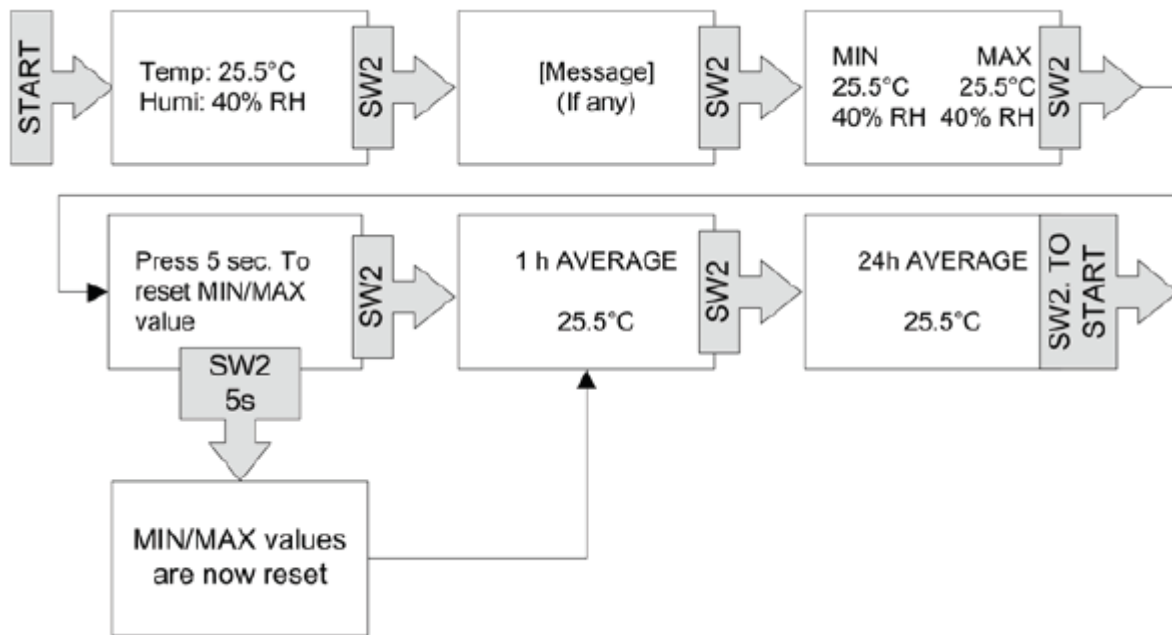 START
Temp: 25.5°C
Humi: 40% RH
SW2
[Message]
(If any)
SW2
MIN MAX
25.5°C 25.5°C
40% RH 40% RH
SW2
Press 5 sec. To
reset MIN/MAX
value
SW2
SW2
5s
1 h AVERAGE
25.5°C
SW2
24h AVERAGE
25.5°C
SW2. TO
START
MIN/MAX values
are now reset